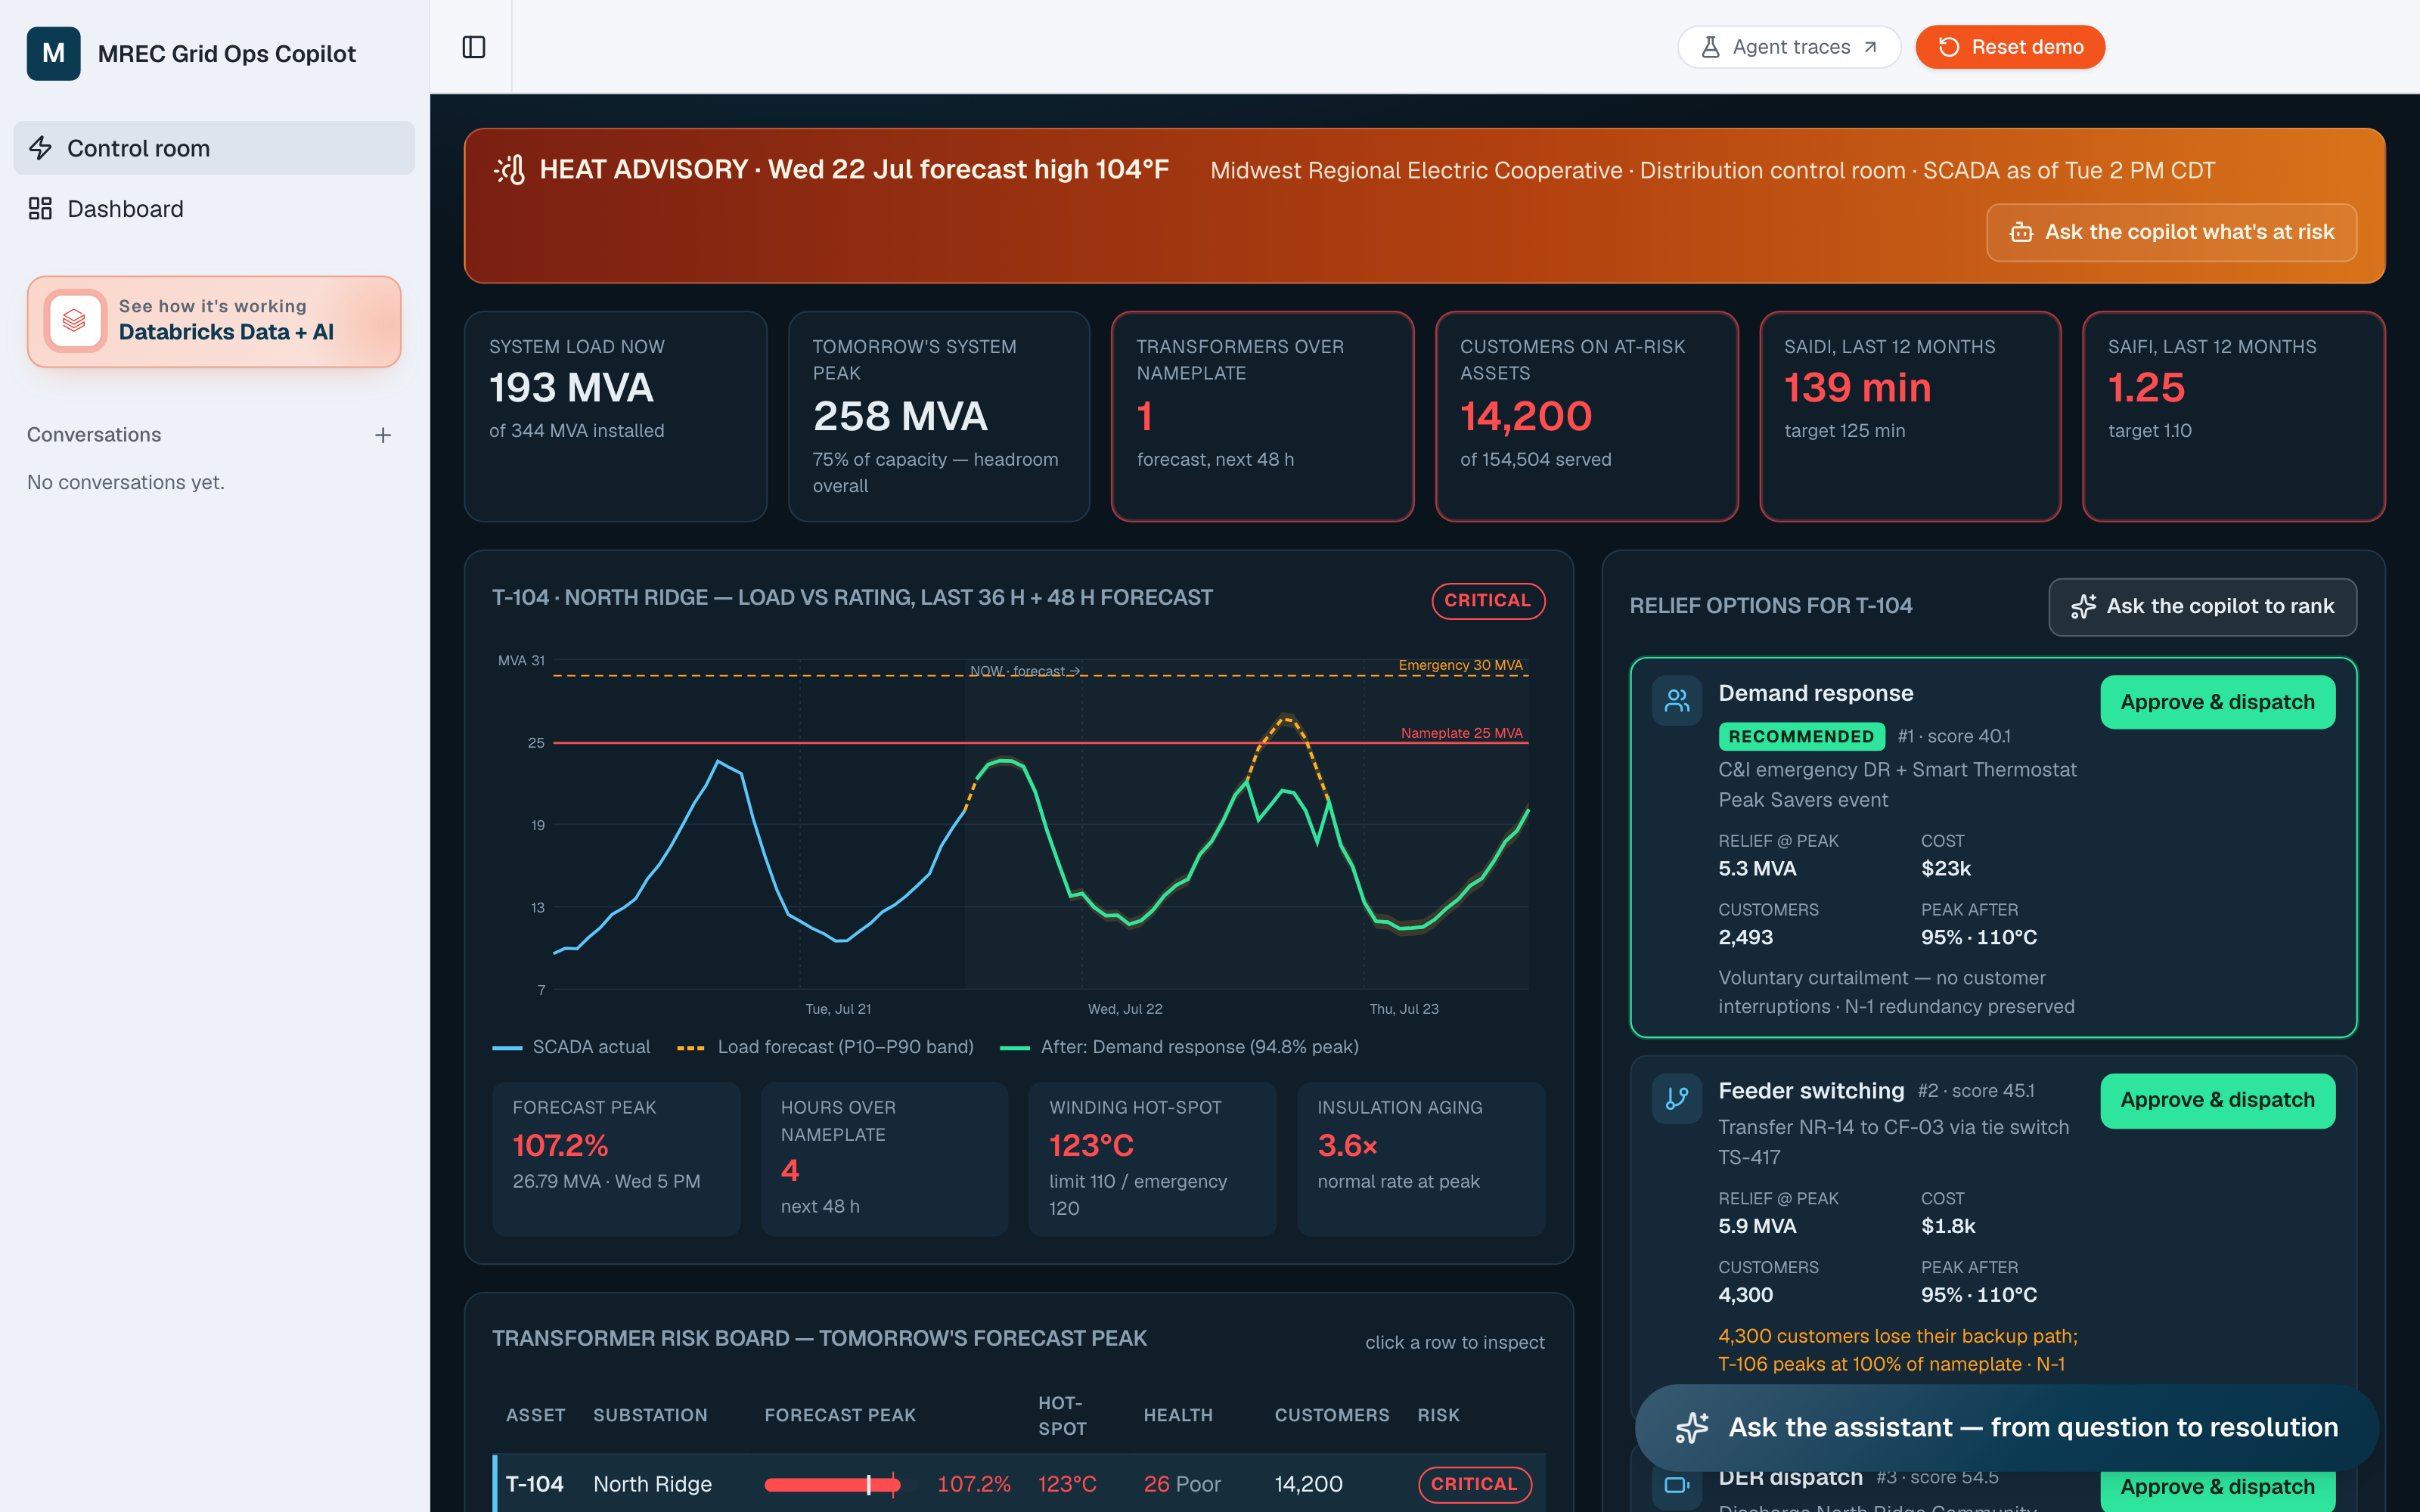 M MREC Grid Ops Copilot
Control room
Dashboard
See how it's working
Databricks Data + AI
Conversations
No conversations yet.
Agent traces
Reset demo
HEAT ADVISORY · Wed 22 Jul forecast high 104°F
Midwest Regional Electric Cooperative · Distribution control room · SCADA as of Tue 2 PM CDT
Ask the copilot what's at risk
SYSTEM LOAD NOW
193 MVA
of 344 MVA installed
TOMORROW'S SYSTEM
PEAK
258 MVA
75% of capacity — headroom
overall
TRANSFORMERS OVER
NAMEPLATE
1
forecast, next 48 h
CUSTOMERS ON AT-RISK
ASSETS
14,200
of 154,504 served
SAIDI, LAST 12 MONTHS
139 min
target 125 min
SAIFI, LAST 12 MONTHS
1.25
target 1.10
T-104 · NORTH RIDGE — LOAD VS RATING, LAST 36 H + 48 H FORECAST
CRITICAL
MVA 31
NOW · forecast →
Emergency 30 MVA
25
Nameplate 25 MVA
19
13
7
Tue, Jul 21
Wed, Jul 22
Thu, Jul 23
SCADA actual
Load forecast (P10–P90 band)
After: Demand response (94.8% peak)
FORECAST PEAK
107.2%
26.79 MVA · Wed 5 PM
HOURS OVER
NAMEPLATE
4
next 48 h
WINDING HOT-SPOT
123°C
limit 110 / emergency
120
INSULATION AGING
3.6×
normal rate at peak
TRANSFORMER RISK BOARD — TOMORROW'S FORECAST PEAK
click a row to inspect
ASSET SUBSTATION FORECAST PEAK HOT-
SPOT HEALTH CUSTOMERS RISK
T-104 North Ridge 107.2% 123°C 26 Poor 14,200 CRITICAL
RELIEF OPTIONS FOR T-104
Ask the copilot to rank
Demand response
Approve & dispatch
RECOMMENDED #1 · score 40.1
C&I emergency DR + Smart Thermostat
Peak Savers event
RELIEF @ PEAK COST
5.3 MVA $23k
CUSTOMERS PEAK AFTER
2,493 95% · 110°C
Voluntary curtailment — no customer
interruptions · N-1 redundancy preserved
Feeder switching #2 · score 45.1
Approve & dispatch
Transfer NR-14 to CF-03 via tie switch
TS-417
RELIEF @ PEAK COST
5.9 MVA $1.8k
CUSTOMERS PEAK AFTER
4,300 95% · 110°C
4,300 customers lose their backup path;
T-106 peaks at 100% of nameplate · N-1
Ask the assistant — from question to resolution
DER dispatch #3 · score 54.5
Approve & dispatch
Discharge North Ridge Community